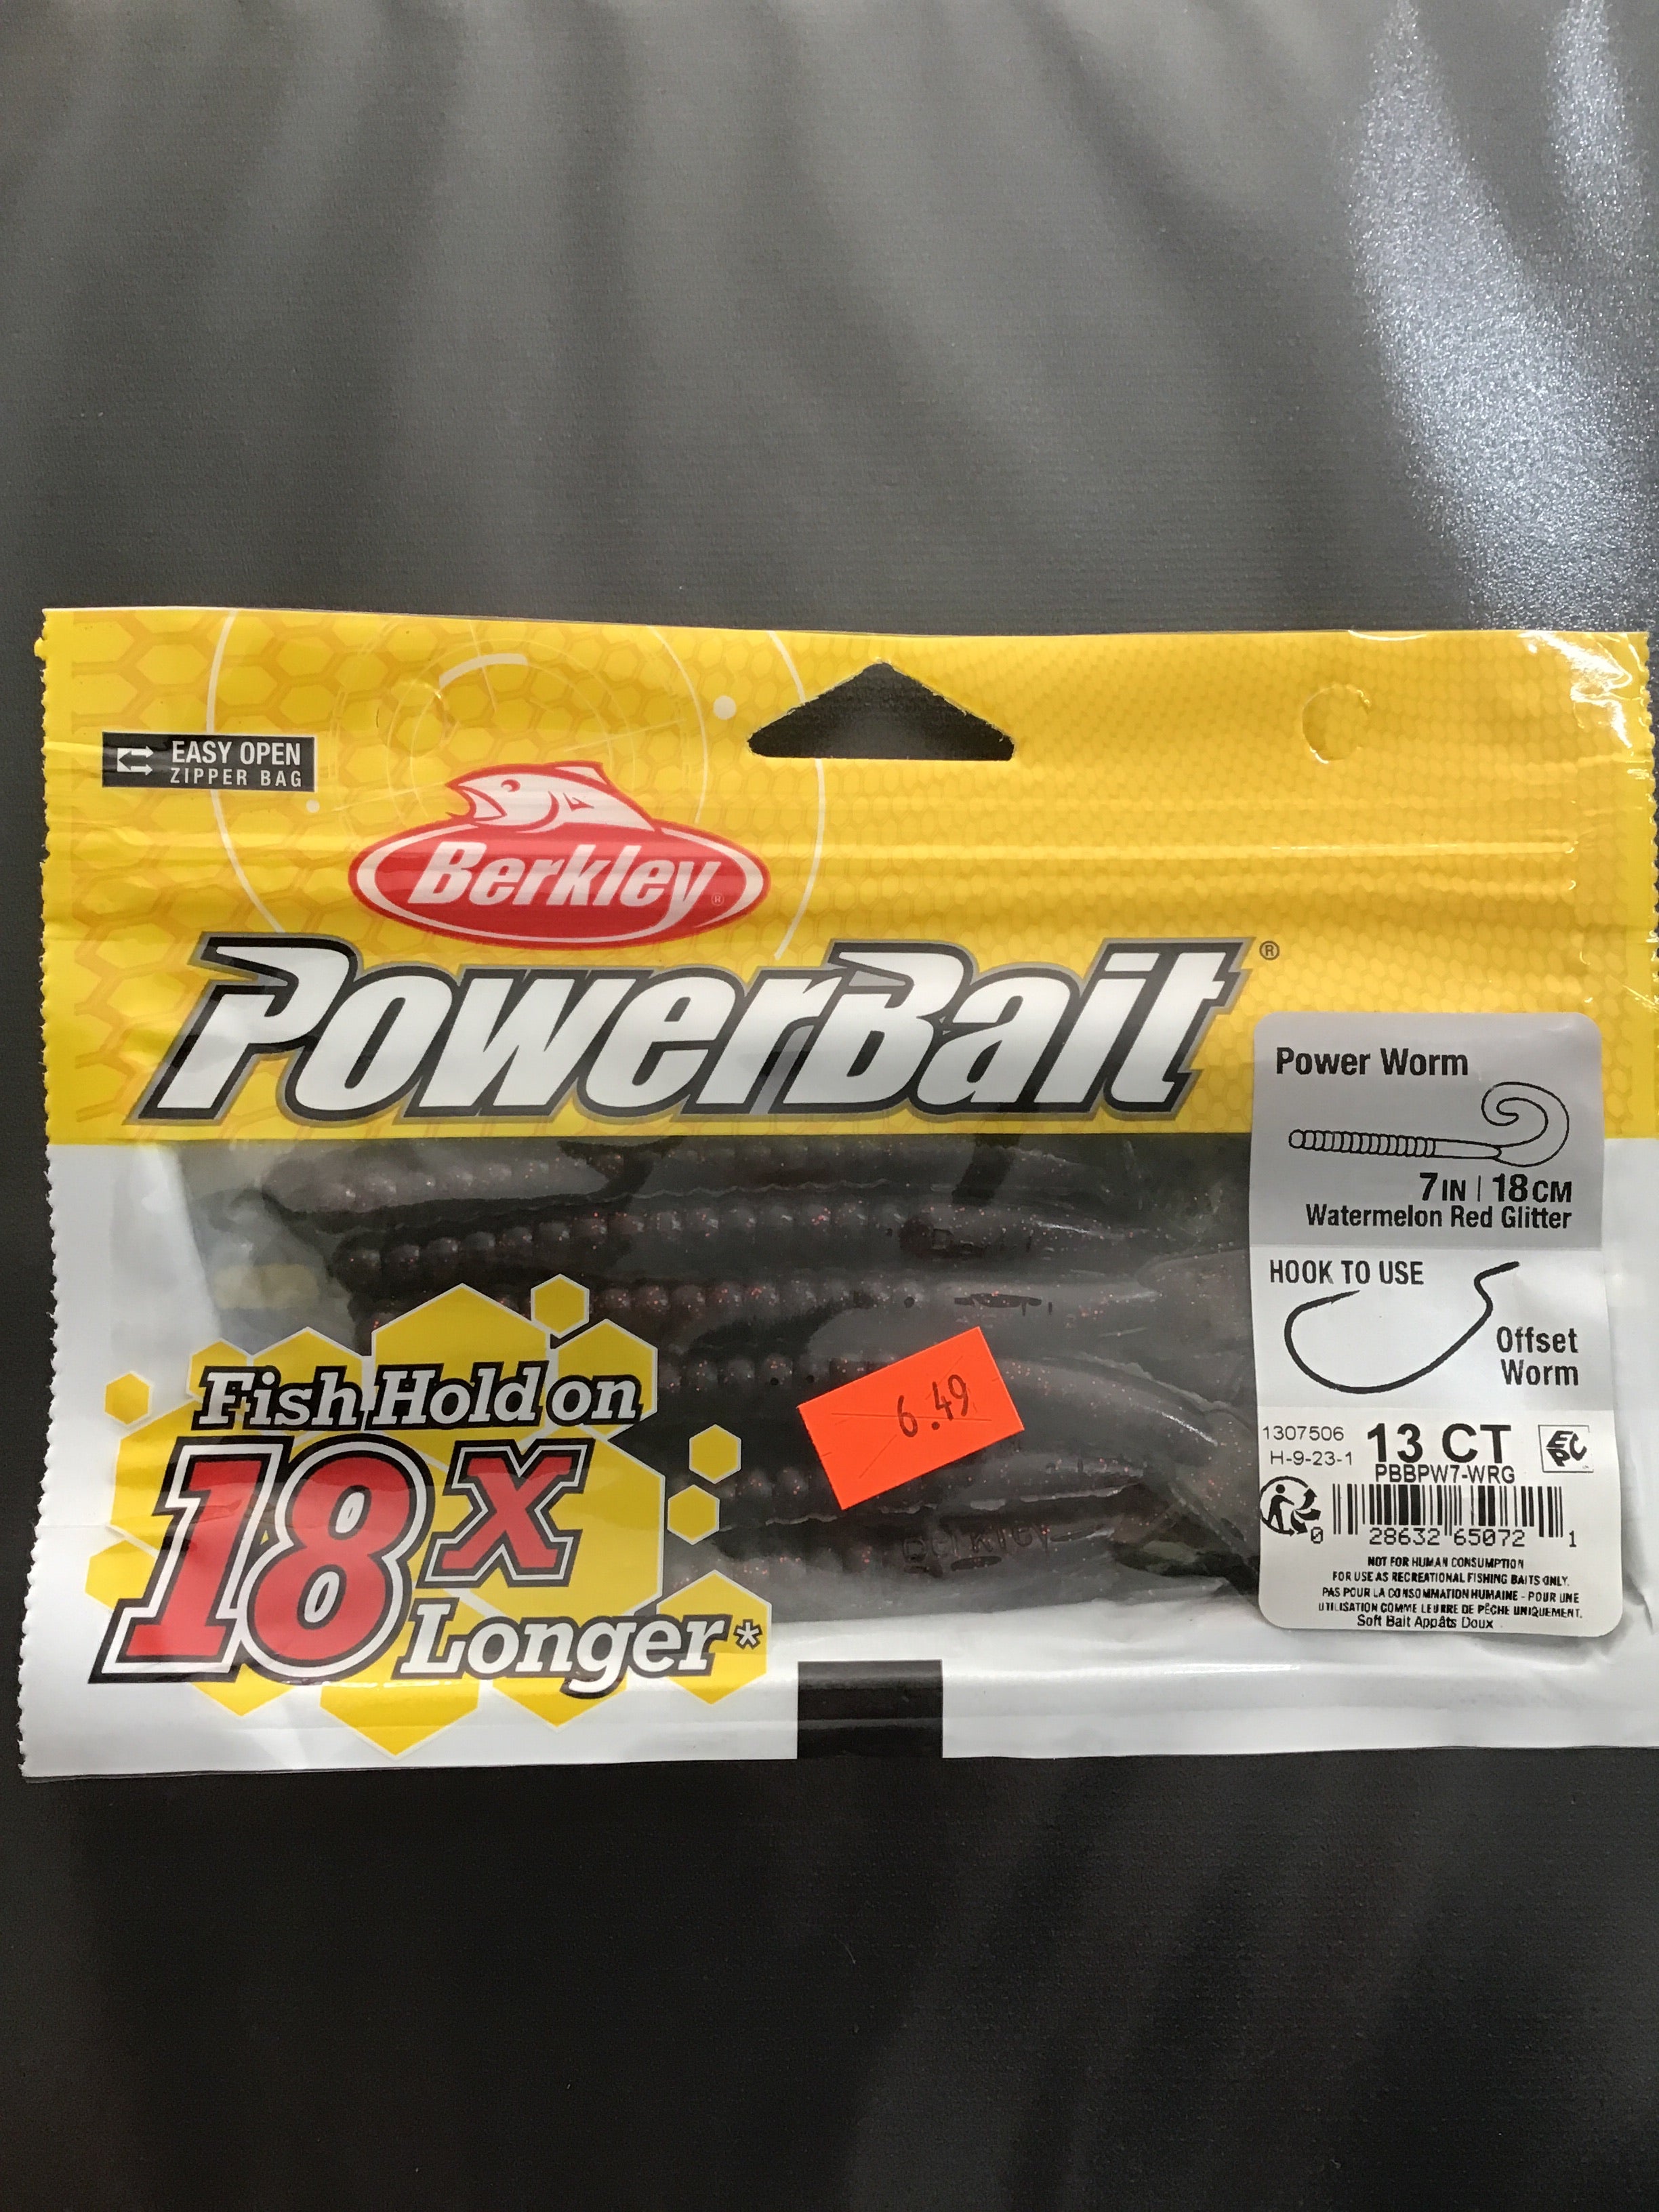 EASY OPEN
ZIPPER BAG
Berkley®
PowerBait®
Power Worm
7IN | 18CM
Watermelon Red Glitter
HOOK TO USE
Offset
Worm
1307506
H-9-23-1
13 CT
PBBPW7-WRG
0 28632 65072 1
NOT FOR HUMAN CONSUMPTION
FOR USE AS RECREATIONAL FISHING BAITS ONLY.
PAS POUR LA CONSOMMATION HUMAINE - POUR UNE
UTILISATION COMME LEURRE DE PÊCHE UNIQUEMENT.
Soft Bait Appâts Doux
6.49
Berkley
Fish Hold on
18X
Longer*